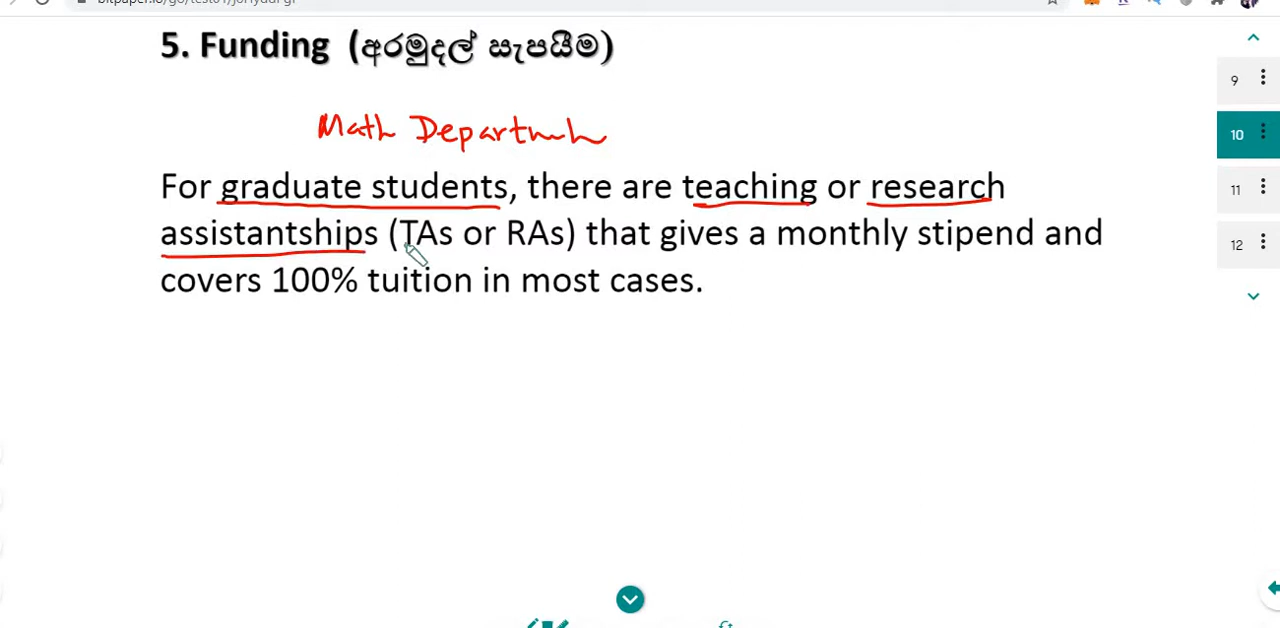 5. Funding (අරමුදල් සැපයීම)
Math Department
For graduate students, there are teaching or research
assistantships (TAs or RAs) that gives a monthly stipend and
covers 100% tuition in most cases.
9
10
11
12